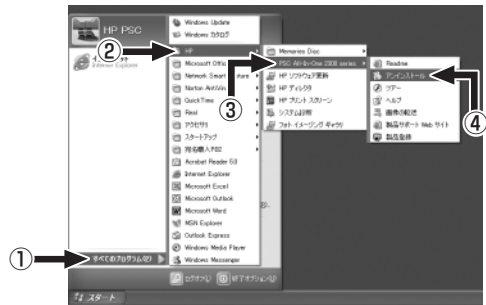 HP PSC
Internet Explorer
すべてのプログラム(P)
Windows Update
Windows カタログ
HP
Microsoft Office
Network Smart Capture
Norton AntiVirus
QuickTime
Real
アクセサリ
スタートアップ
宛名職人
Acrobat Reader 5.0
Internet Explorer
Microsoft Excel
Microsoft Outlook
Microsoft Word
MSN Explorer
Outlook Express
Windows Media Player
Windows Messenger
Memories Disc
PSC All-In-One 2300 series
HP ソフトウェア更新
HP ディレクタ
HP プリント スクリーン
システム診断
フォト イメージング ギャラリ
Readme
アンインストール
ツアー
ヘルプ
画像の転送
製品サポート Web サイト
製品登録
ログオフ(L)
終了オプション(U)
スタート
①
②
③
④